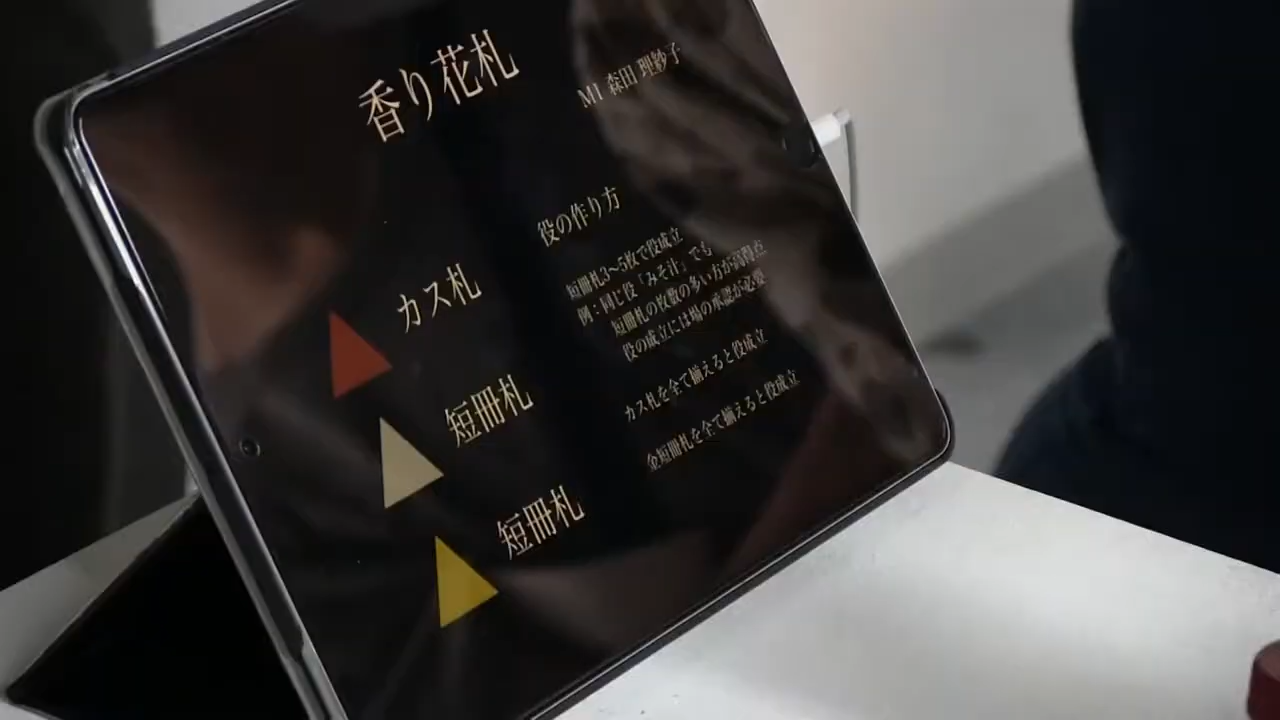 香り花札
M1 森田 理紗子
カス札
短冊札
短冊札
役の作り方
短冊札3〜5枚で役成立
例：同じ役「みそ汁」でも
短冊札の枚数の多い方が高得点
役の成立には場の承認が必要
カス札を全て揃えると役成立
金短冊札を全て揃えると役成立